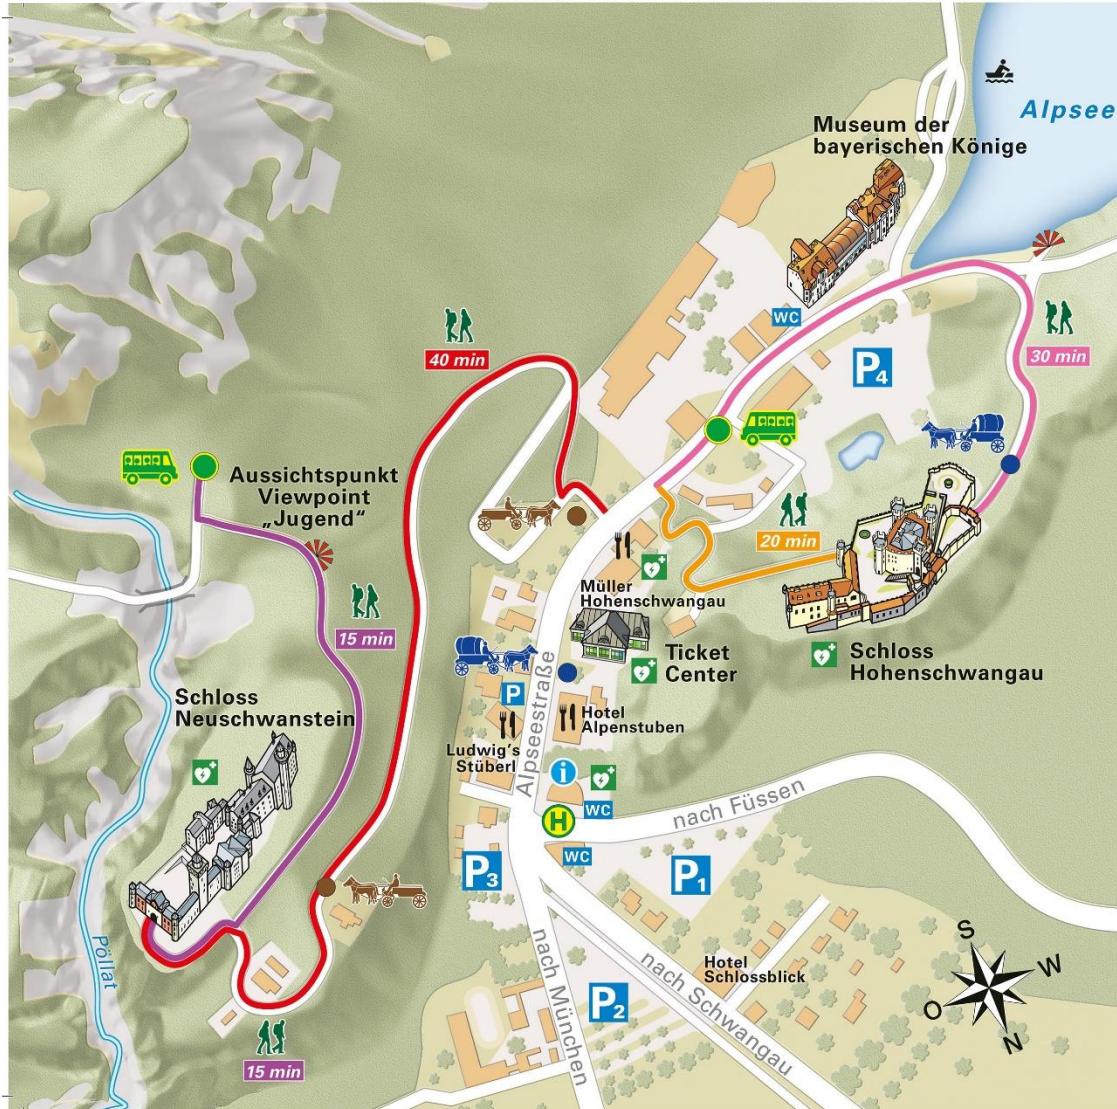 Alpsee
Museum der
bayerischen Könige
WC
40 min
30 min
P4
Aussichtspunkt
Viewpoint
„Jugend“
20 min
Müller
Hohenschwangau
15 min
Ticket
Center
Schloss
Hohenschwangau
Schloss
Neuschwanstein
P
Alpseestraße
Hotel
Alpenstuben
Ludwig's
Stüberl
i
H
WC
nach Füssen
WC
P3
P1
Pöllat
nach München
nach Schwangau
Hotel
Schlossblick
P2
S
W
O
N
15 min